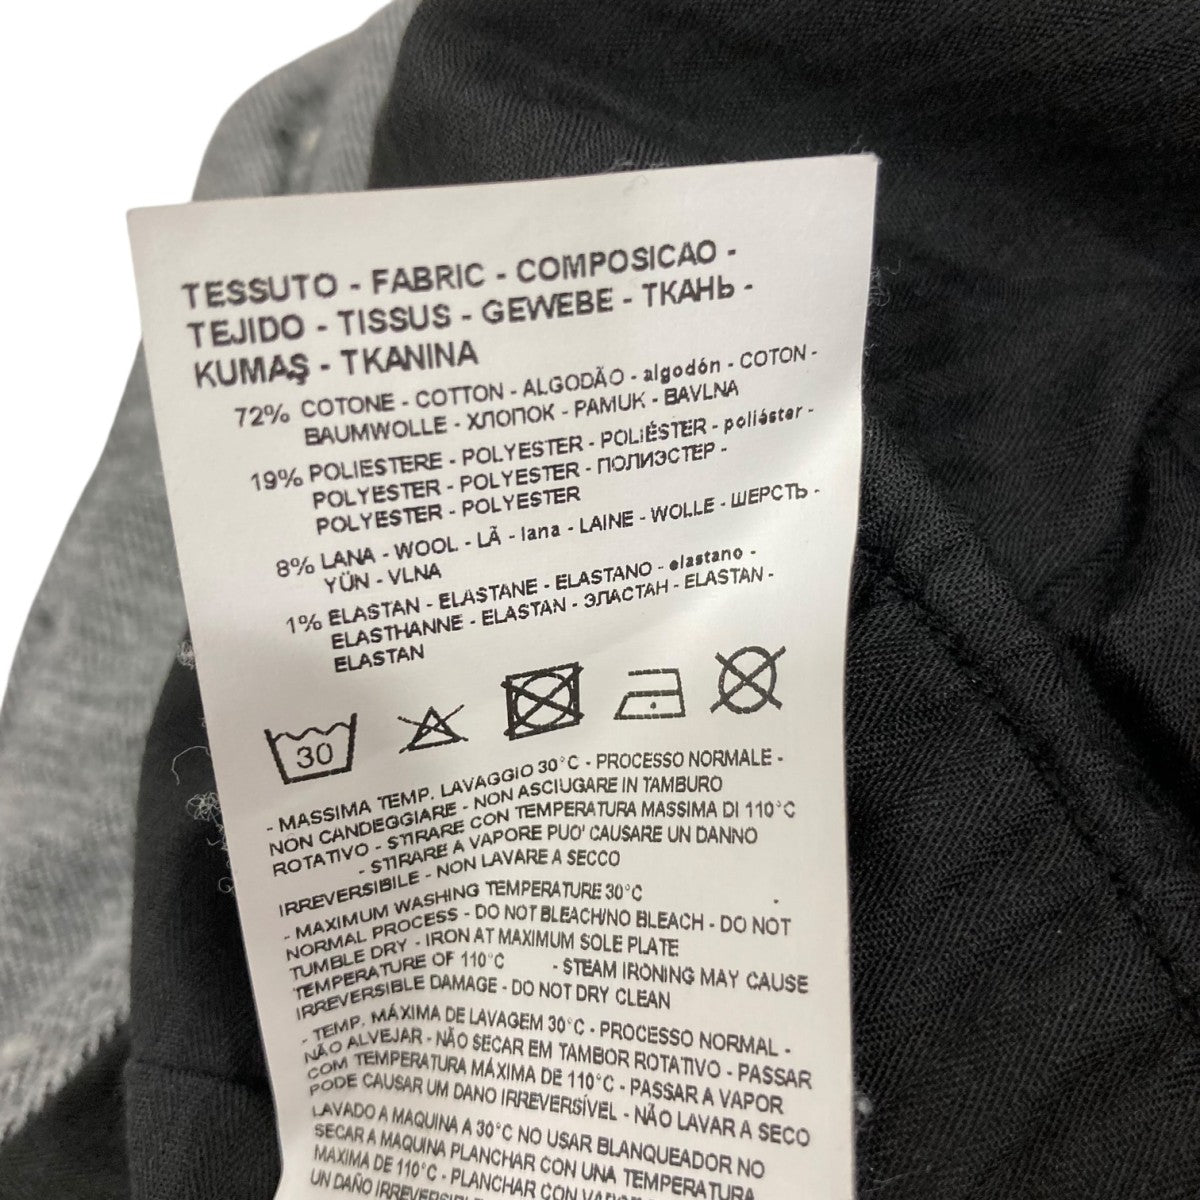 TESSUTO - FABRIC - COMPOSICAO -
TEJIDO - TISSUS - GEWEBE - ТКАНЬ -
KUMAŞ - TKANINA
72% COTONE - COTTON - ALGODÃO - algodón - COTON -
BAUMWOLLE - ХЛОПОК - PAMUK - BAVLNA
19% POLIESTERE - POLYESTER - POLIÉSTER - poliéster -
POLYESTER - POLYESTER - ПОЛИЭСТЕР -
POLYESTER - POLYESTER
8% LANA - WOOL - LÃ - lana - LAINE - WOLLE - ШЕРСТЬ -
YÜN - VLNA
1% ELASTAN - ELASTANE - ELASTANO - elastano -
ELASTHANNE - ELASTAN - ЭЛАСТАН - ELASTAN -
ELASTAN
30
- MASSIMA TEMP. LAVAGGIO 30°C - PROCESSO NORMALE -
NON CANDEGGIARE - NON ASCIUGARE IN TAMBURO
ROTATIVO - STIRARE CON TEMPERATURA MASSIMA DI 110°C
- STIRARE A VAPORE PUO' CAUSARE UN DANNO
IRREVERSIBILE - NON LAVARE A SECCO
- MAXIMUM WASHING TEMPERATURE 30°C -
NORMAL PROCESS - DO NOT BLEACH/NO BLEACH - DO NOT
TUMBLE DRY - IRON AT MAXIMUM SOLE PLATE
TEMPERATURE OF 110°C - STEAM IRONING MAY CAUSE
IRREVERSIBLE DAMAGE - DO NOT DRY CLEAN
- TEMP. MÁXIMA DE LAVAGEM 30°C - PROCESSO NORMAL -
NÃO ALVEJAR - NÃO SECAR EM TAMBOR ROTATIVO - PASSAR
COM TEMPERATURA MÁXIMA DE 110°C - PASSAR A VAPOR
PODE CAUSAR UM DANO IRREVERSÍVEL - NÃO LAVAR A SECO
LAVADO A MAQUINA A 30°C NO USAR BLANQUEADOR NO
SECAR A MAQUINA PLANCHAR CON UNA TEMPERATURA
MAXIMA DE 110°C - PLANCHAR CON VAPOR
UN DAÑO